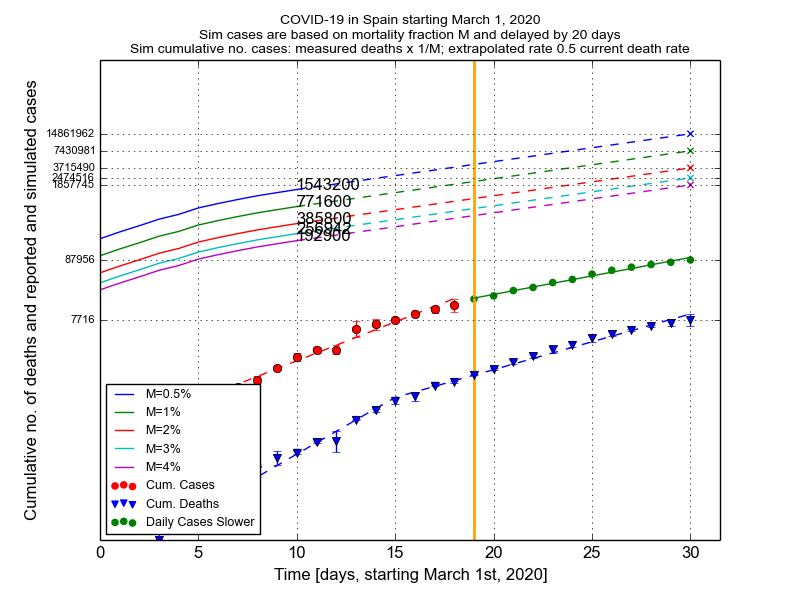 COVID-19 in Spain starting March 1, 2020
Sim cases are based on mortality fraction M and delayed by 20 days
Sim cumulative no. cases: measured deaths x 1/M; extrapolated rate 0.5 current death rate
Cumulative no. of deaths and reported and simulated cases
14861962
7430981
3715490
2474516
1857745
87956
7716
1543200
771600
385800
256942
192900
M=0.5%
M=1%
M=2%
M=3%
M=4%
Cum. Cases
Cum. Deaths
Daily Cases Slower
0 5 10 15 20 25 30
Time [days, starting March 1st, 2020]